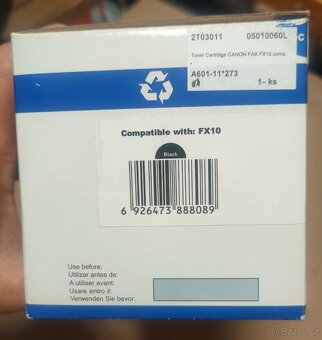 2T03011 05010060L
Toner Cartridge CANON FAX FX10 comp.
A601-11*273
1- ks
Compatible with: FX10
Black
6 926473 888089
Use before:
Utilizar antes de:
A utiliser avant:
Usare entro il:
Verwenden Sie bevor: